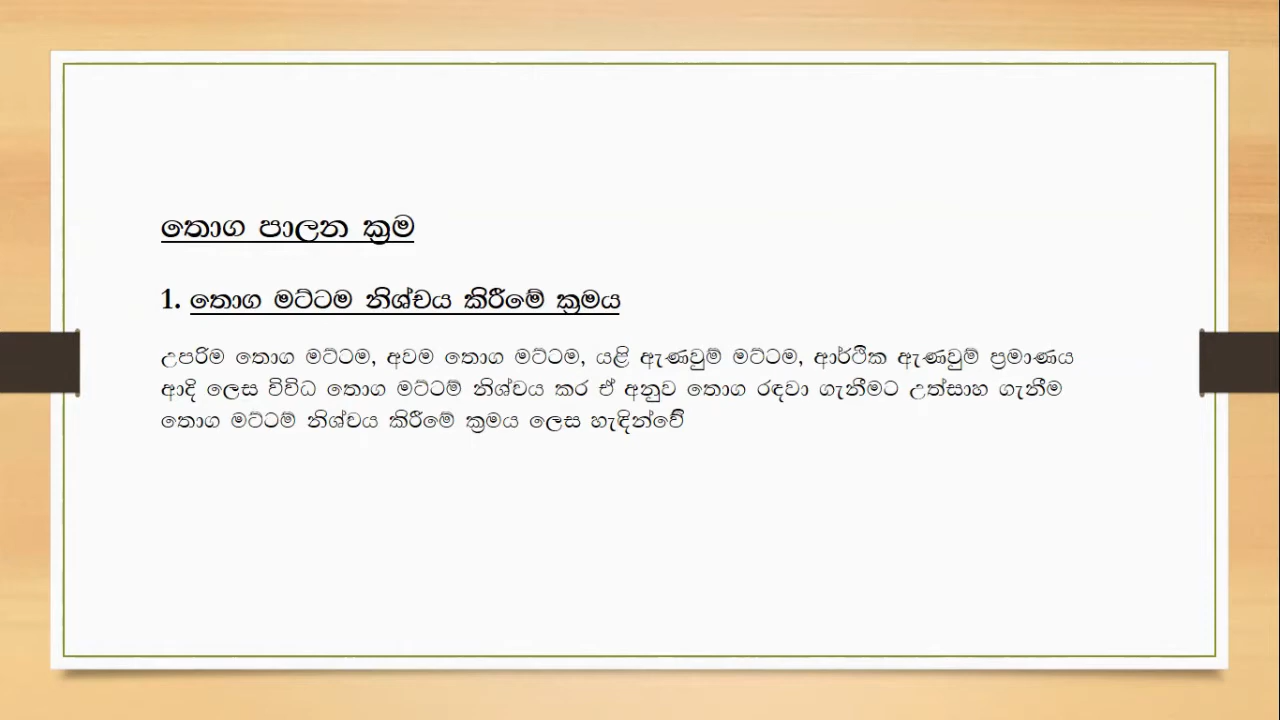 තොග පාලන ක්‍රම
1. තොග මට්ටම නිශ්චය කිරීමේ ක්‍රමය
උපරිම තොග මට්ටම, අවම තොග මට්ටම, යළි ඇණවුම් මට්ටම, ආර්ථික ඇණවුම් ප්‍රමාණය
ආදි ලෙස විවිධ තොග මට්ටම් නිශ්චය කර ඒ අනුව තොග රඳවා ගැනීමට උත්සාහ ගැනීම
තොග මට්ටම් නිශ්චය කිරීමේ ක්‍රමය ලෙස හැඳින්වේ